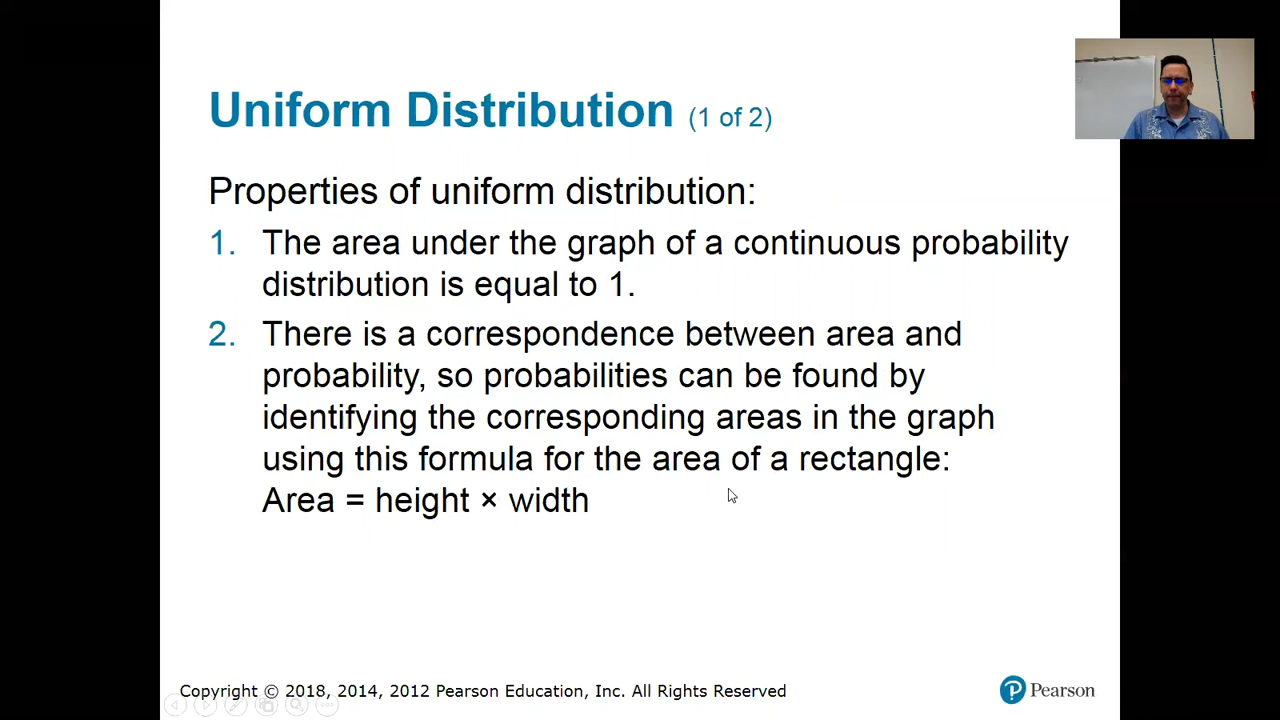 Uniform Distribution (1 of 2)
Properties of uniform distribution:
1. The area under the graph of a continuous probability
distribution is equal to 1.
2. There is a correspondence between area and
probability, so probabilities can be found by
identifying the corresponding areas in the graph
using this formula for the area of a rectangle:
Area = height × width
Copyright © 2018, 2014, 2012 Pearson Education, Inc. All Rights Reserved
P Pearson